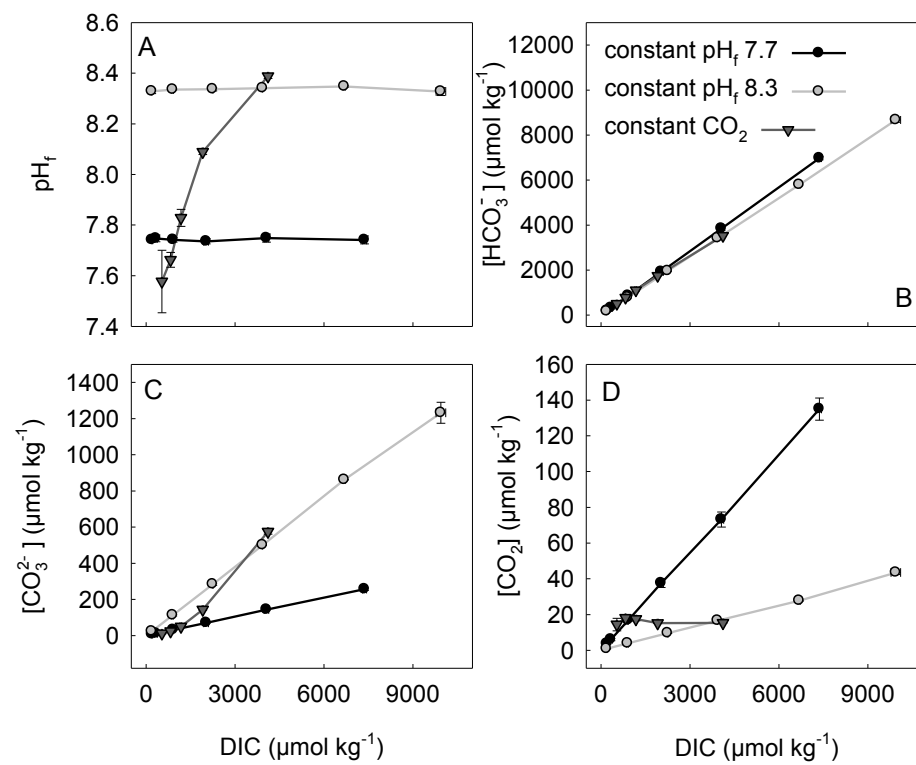 A
8.6
8.4
8.2
8.0
7.8
7.6
7.4
pH_f
B
12000
10000
8000
6000
4000
2000
0
[HCO₃⁻] (µmol kg⁻¹)
constant pH_f 7.7
constant pH_f 8.3
constant CO₂
C
1400
1200
1000
800
600
400
200
0
[CO₃²⁻] (µmol kg⁻¹)
0 3000 6000 9000
DIC (µmol kg⁻¹)
D
160
140
120
100
80
60
40
20
0
[CO₂] (µmol kg⁻¹)
0 3000 6000 9000
DIC (µmol kg⁻¹)